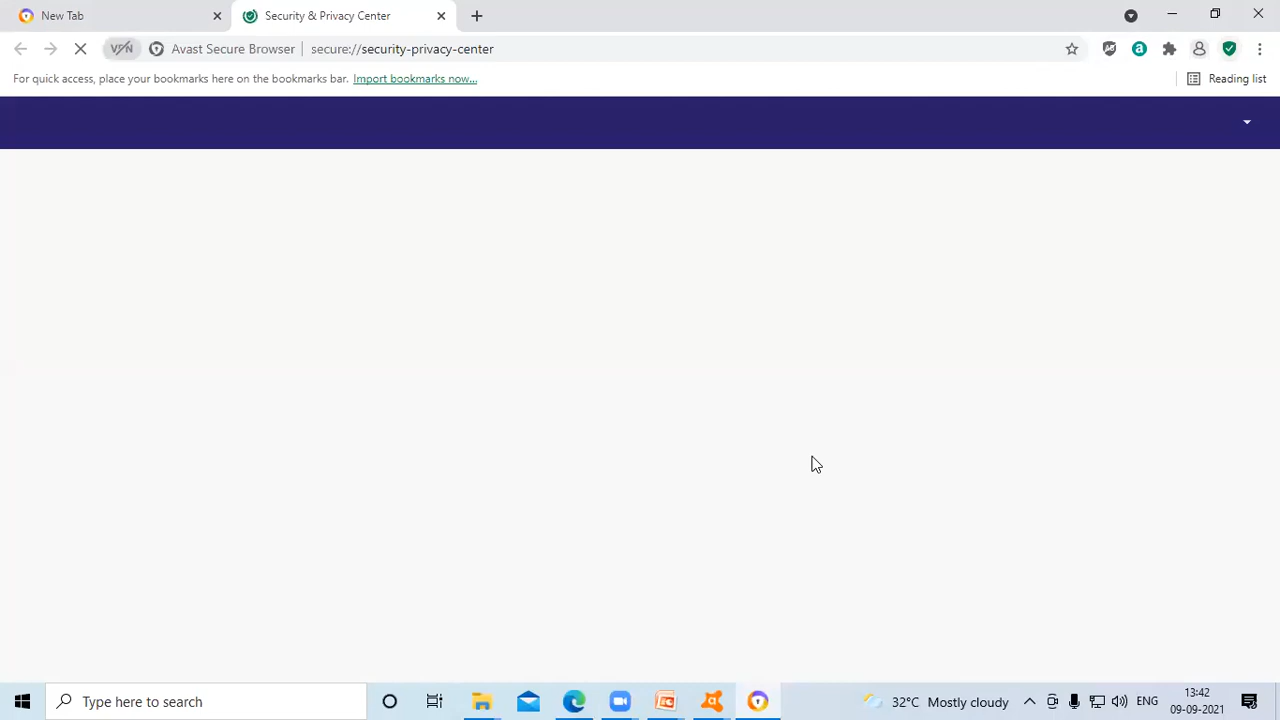 New Tab
Security & Privacy Center
VPN
Avast Secure Browser
secure://security-privacy-center
For quick access, place your bookmarks here on the bookmarks bar. Import bookmarks now...
Reading list
Type here to search
32°C Mostly cloudy
ENG
13:42
09-09-2021